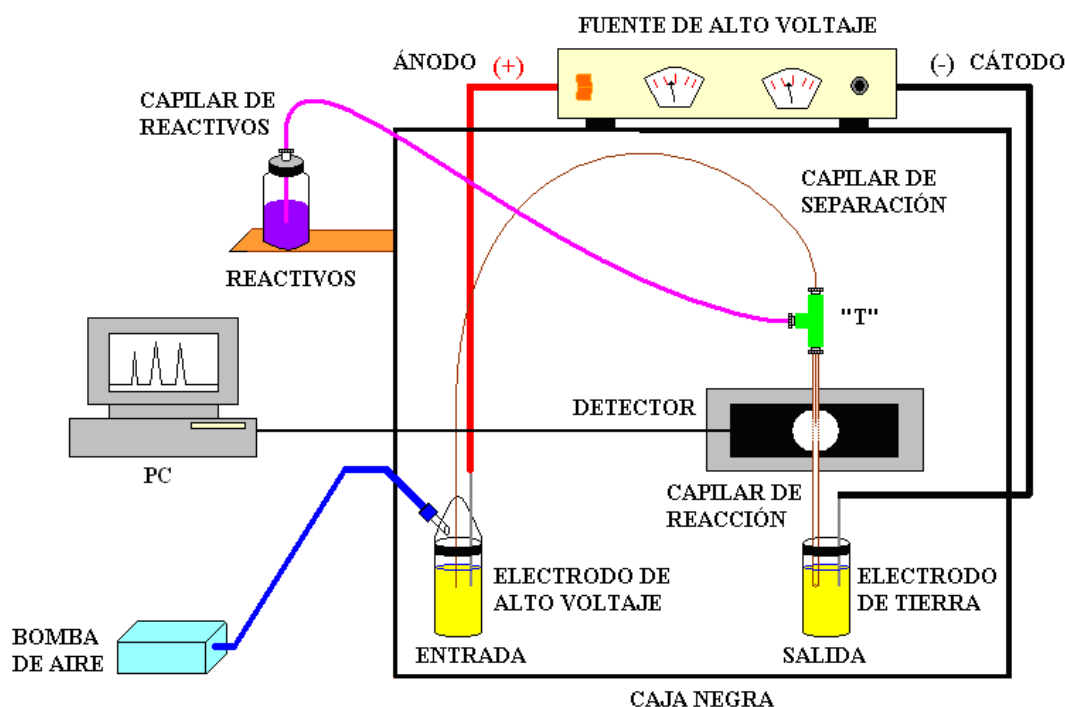 FUENTE DE ALTO VOLTAJE
ÁNODO (+)
(-) CÁTODO
CAPILAR DE
REACTIVOS
CAPILAR DE
SEPARACIÓN
REACTIVOS
"T"
DETECTOR
PC
CAPILAR DE
REACCIÓN
ELECTRODO DE
ALTO VOLTAJE
ELECTRODO
DE TIERRA
BOMBA
DE AIRE
ENTRADA
SALIDA
CAJA NEGRA